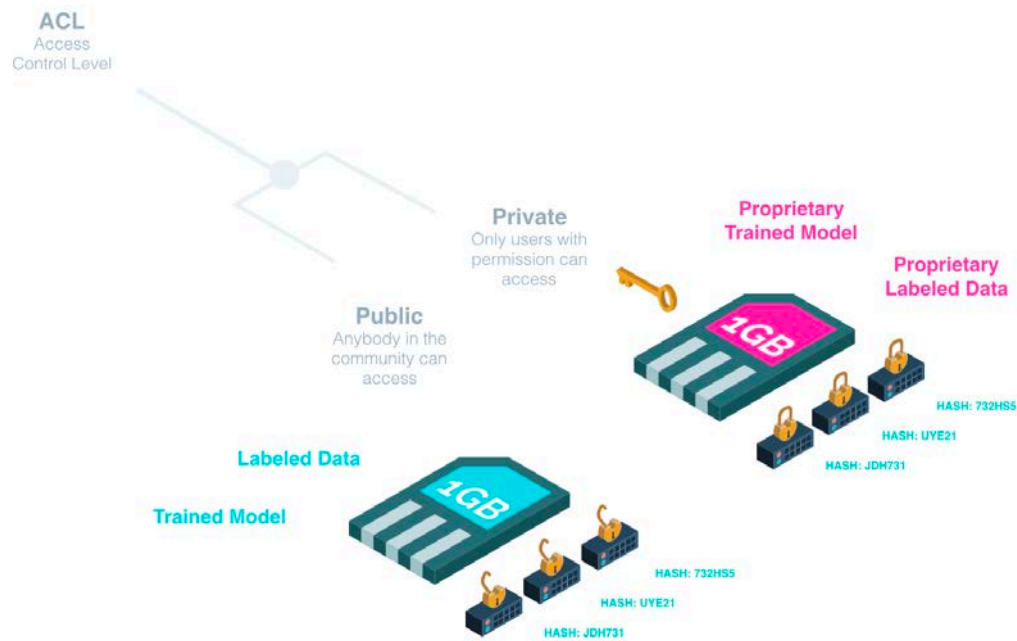 ACL
Access
Control Level
Private
Only users with
permission can
access
Public
Anybody in the
community can
access
Proprietary
Trained Model
Proprietary
Labeled Data
1GB
HASH: 732HS5
HASH: UYE21
HASH: JDH731
Labeled Data
Trained Model
1GB
HASH: 732HS5
HASH: UYE21
HASH: JDH731